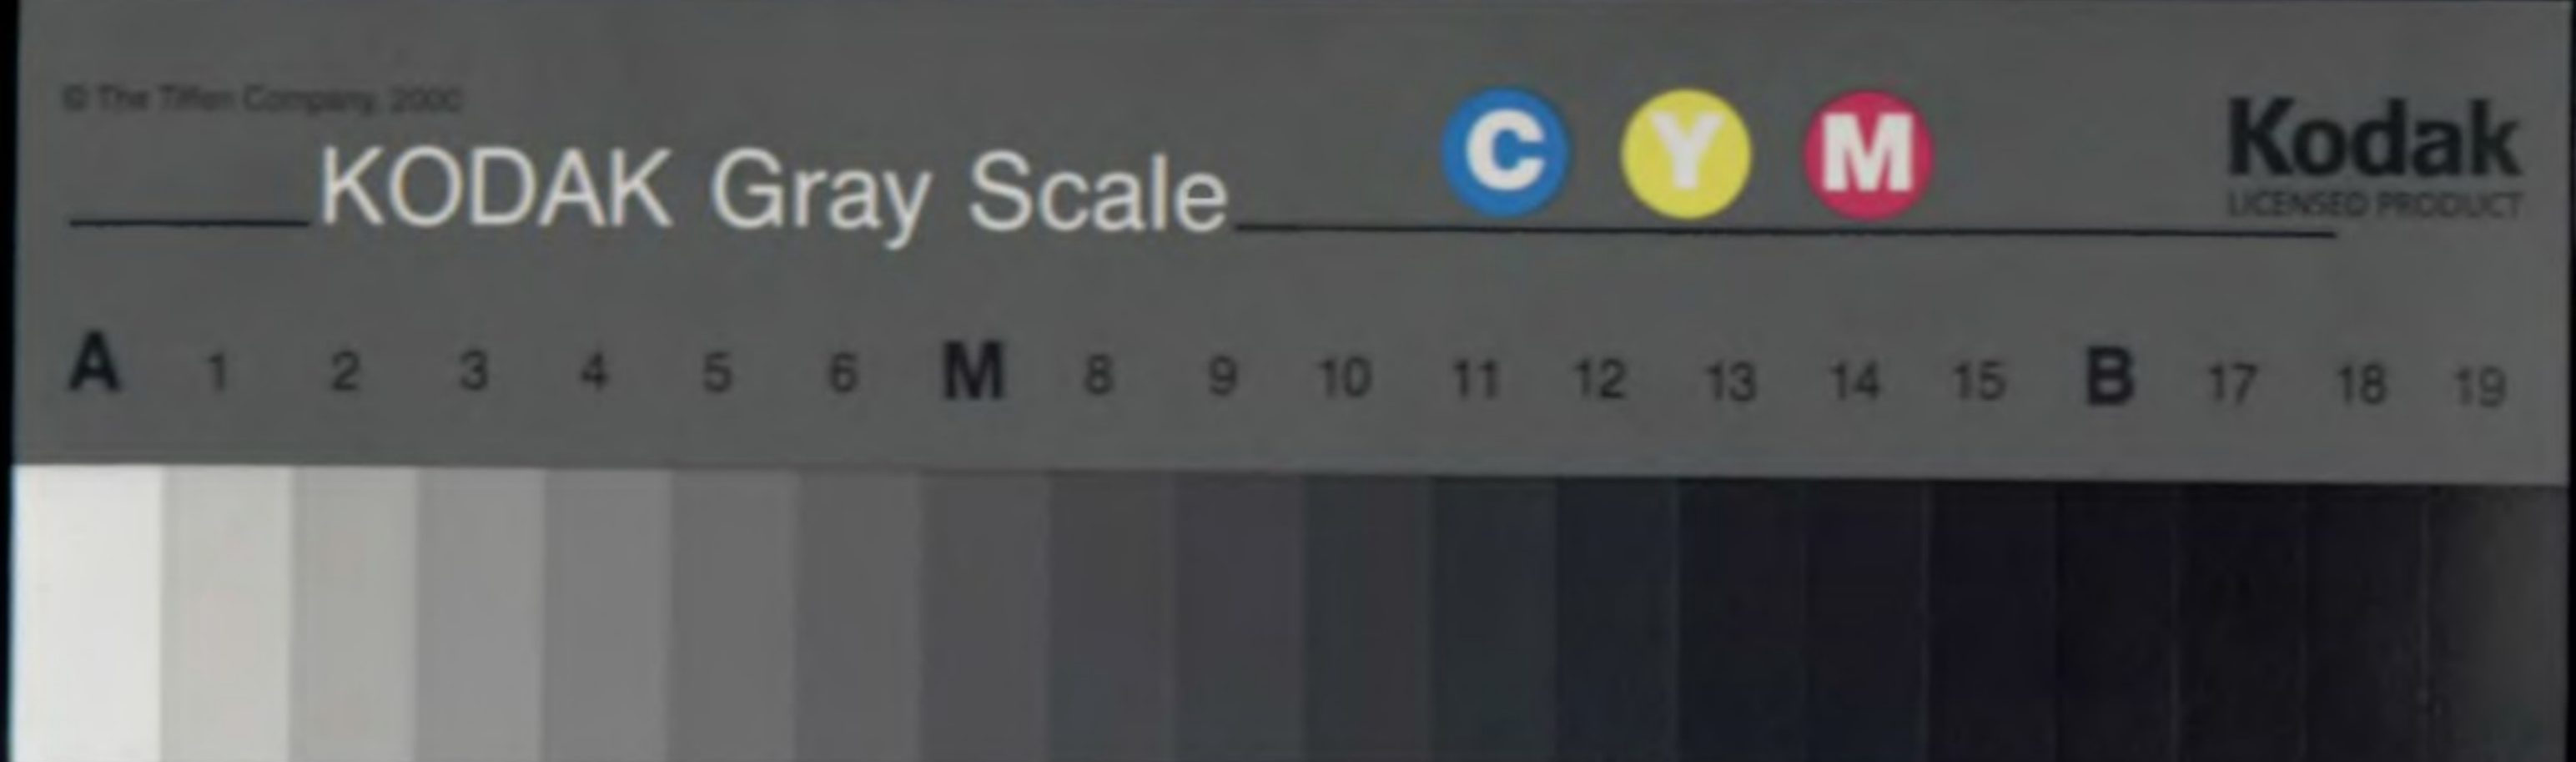 © The Tiffen Company, 2000
KODAK Gray Scale
C Y M
Kodak
LICENSED PRODUCT
A 1 2 3 4 5 6 M 8 9 10 11 12 13 14 15 B 17 18 19